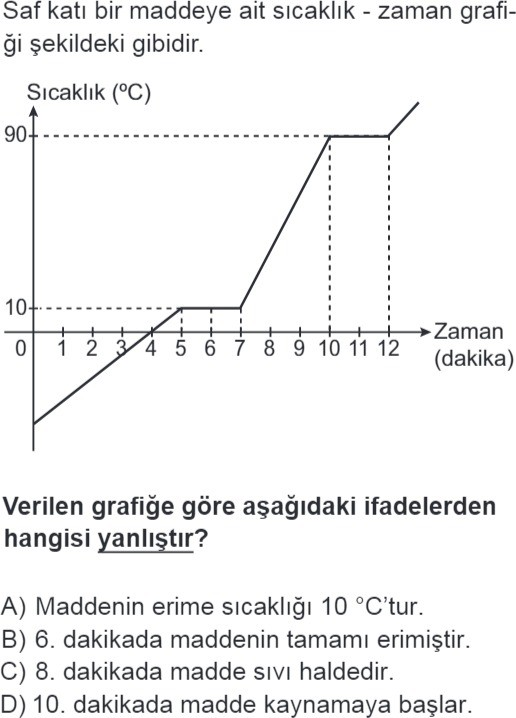 Saf katı bir maddeye ait sıcaklık - zaman grafi-
ği şekildeki gibidir.
Sıcaklık (ºC)
90
10
0 1 2 3 4 5 6 7 8 9 10 11 12
Zaman
(dakika)
Verilen grafiğe göre aşağıdaki ifadelerden
hangisi yanlıştır?
A) Maddenin erime sıcaklığı 10 °C'tur.
B) 6. dakikada maddenin tamamı erimiştir.
C) 8. dakikada madde sıvı haldedir.
D) 10. dakikada madde kaynamaya başlar.